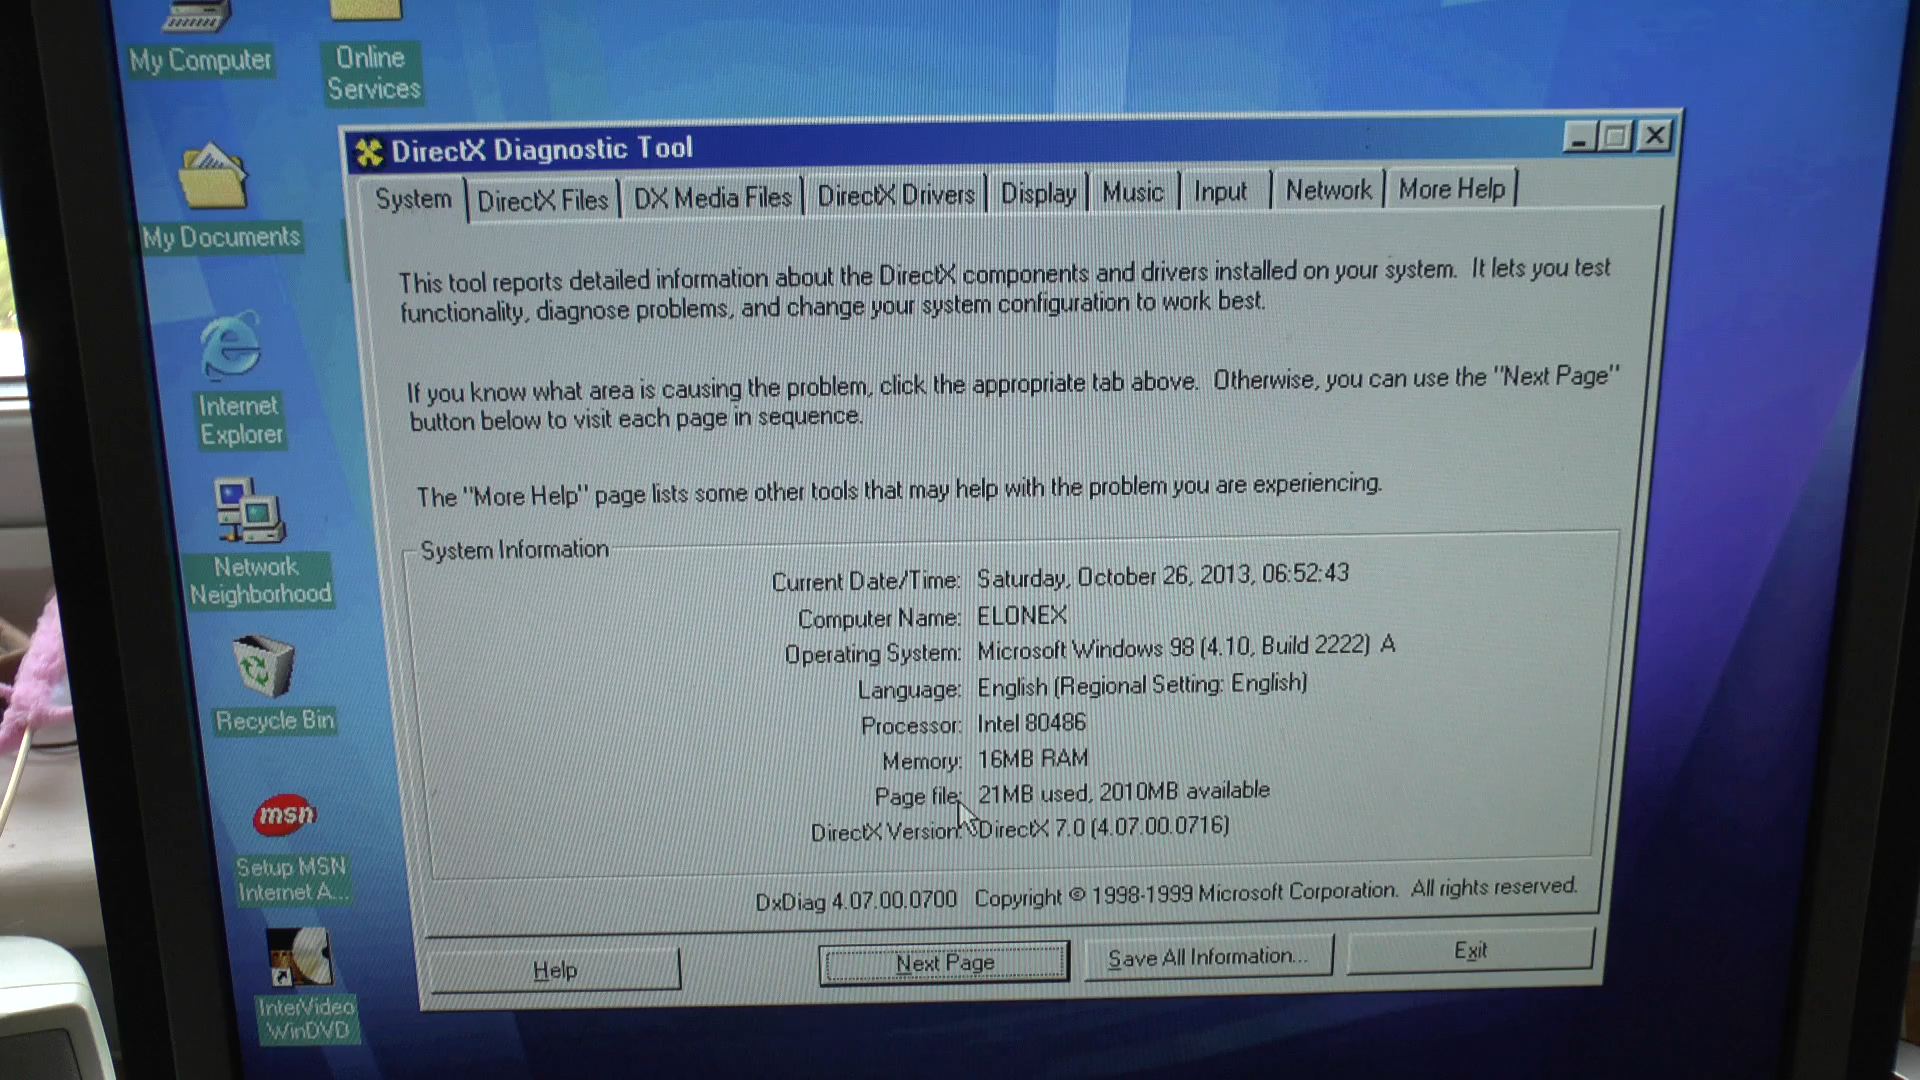 My Computer
Online
Services
My Documents
Internet
Explorer
Network
Neighborhood
Recycle Bin
msn
Setup MSN
Internet A...
InterVideo
WinDVD
DirectX Diagnostic Tool
System DirectX Files DX Media Files DirectX Drivers Display Music Input Network More Help
This tool reports detailed information about the DirectX components and drivers installed on your system. It lets you test
functionality, diagnose problems, and change your system configuration to work best.
If you know what area is causing the problem, click the appropriate tab above. Otherwise, you can use the "Next Page"
button below to visit each page in sequence.
The "More Help" page lists some other tools that may help with the problem you are experiencing.
System Information
Current Date/Time: Saturday, October 26, 2013, 06:52:43
Computer Name: ELONEX
Operating System: Microsoft Windows 98 (4.10, Build 2222) A
Language: English (Regional Setting: English)
Processor: Intel 80486
Memory: 16MB RAM
Page file: 21MB used, 2010MB available
DirectX Version: DirectX 7.0 (4.07.00.0716)
DxDiag 4.07.00.0700 Copyright © 1998-1999 Microsoft Corporation. All rights reserved.
Help Next Page Save All Information... Exit